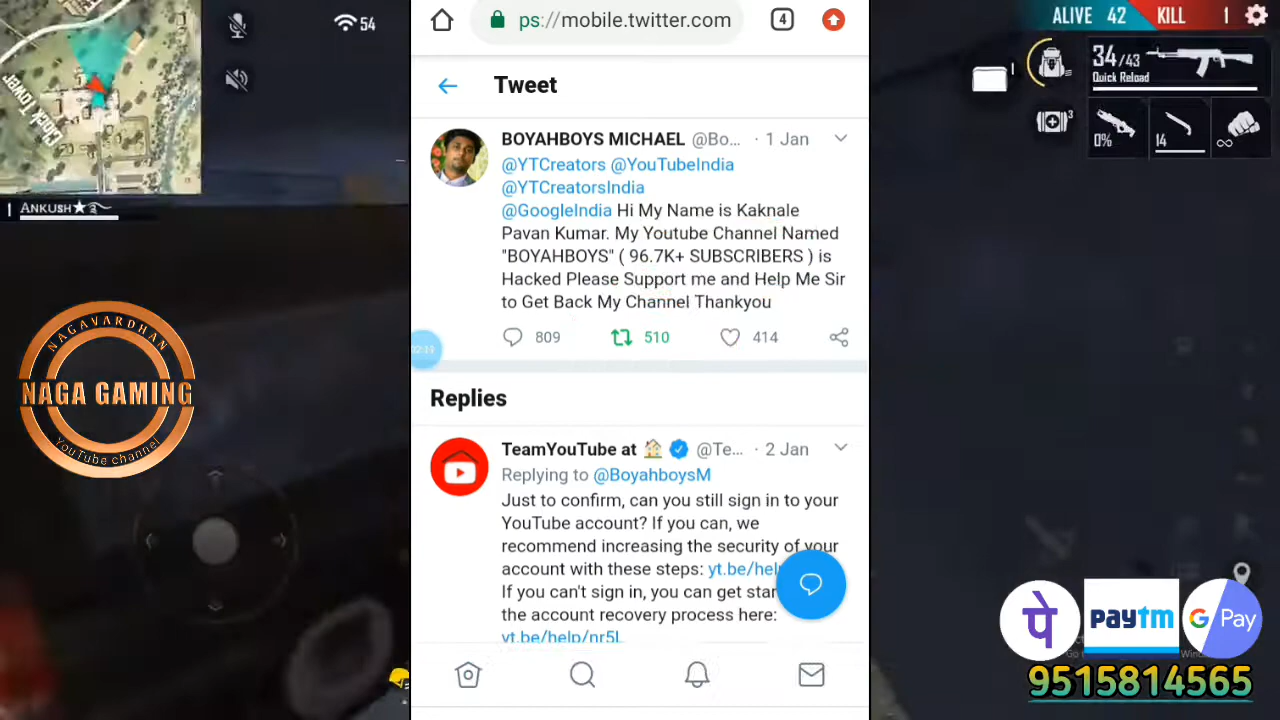 Clock Tower
54
1 ANKUSH★
NAGAVARDHAN
NAGA GAMING
YouTube channel
ps://mobile.twitter.com
4
Tweet
BOYAHBOYS MICHAEL @Bo... · 1 Jan
@YTCreators @YouTubeIndia
@YTCreatorsIndia
@GoogleIndia Hi My Name is Kaknale
Pavan Kumar. My Youtube Channel Named
"BOYAHBOYS" ( 96.7K+ SUBSCRIBERS ) is
Hacked Please Support me and Help Me Sir
to Get Back My Channel Thankyou
809 510 414
Replies
TeamYouTube at 🏠 @Te... · 2 Jan
Replying to @BoyahboysM
Just to confirm, can you still sign in to your
YouTube account? If you can, we
recommend increasing the security of your
account with these steps: yt.be/hel
If you can't sign in, you can get star
the account recovery process here:
yt.be/help/nr5L
ALIVE 42 KILL 1
1
34/43
Quick Reload
3
0%
14
∞
पे
paytm
G Pay
9515814565